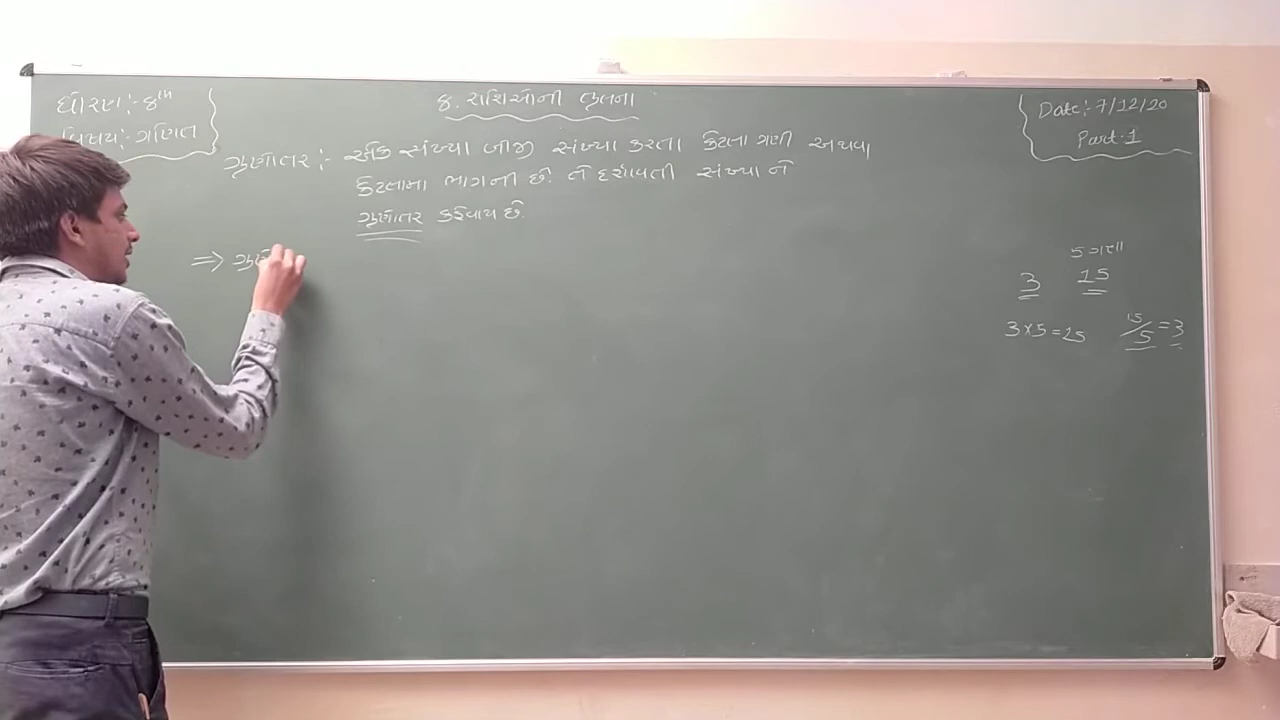 ધોરણ:- 8th
વિષય:- ગણિત
8. રાશિઓની તુલના
Date:- 7/12/20
Part-1
ગુણોતર :- એક સંખ્યા બીજી સંખ્યા કરતા કેટલા ગણી અથવા
કેટલામા ભાગની છે. તે દર્શાવતી સંખ્યા ને
ગુણોતર કહેવાય છે.
⇒
5 ગણા
3 15
3×5=15 15/5=3